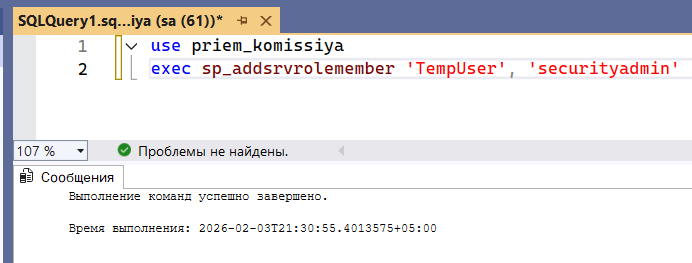 SQLQuery1.sq...iya (sa (61))*
1 use priem_komissiya
2 exec sp_addsrvrolemember 'TempUser', 'securityadmin'
107 % Проблемы не найдены.
Сообщения
Выполнение команд успешно завершено.
Время выполнения: 2026-02-03T21:30:55.4013575+05:00